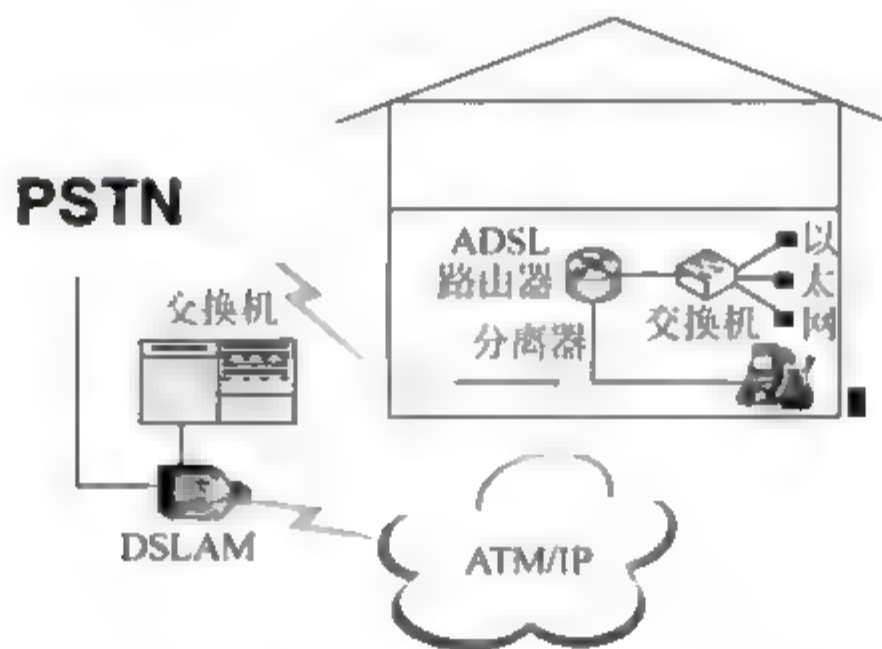 PSTN
交换机
DSLAM
ADSL
路由器
分离器
交换机
以
太
网
ATM/IP